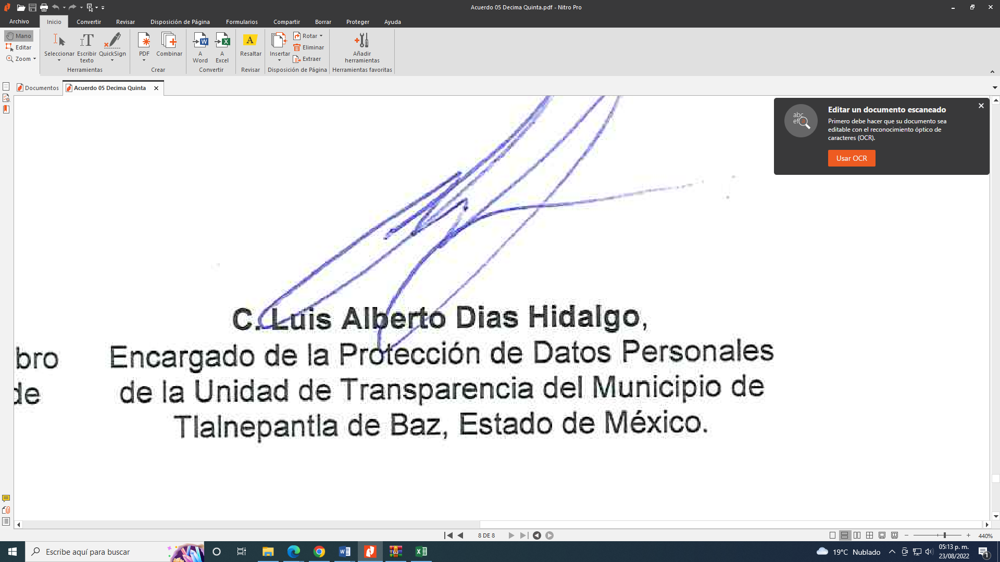 Acuerdo 05 Decima Quinta.pdf - Nitro Pro
Archivo Inicio Convertir Revisar Disposición de Página Formularios Compartir Borrar Proteger Ayuda
Mano
Editar
Zoom
Seleccionar
Escribir texto
QuickSign
Herramientas
PDF
Combinar
Crear
A Word
A Excel
Convertir
Resaltar
Revisar
Insertar
Rotar
Eliminar
Extraer
Disposición de Página
Añadir herramientas
Herramientas favoritas
Documentos
Acuerdo 05 Decima Quinta
Editar un documento escaneado
Primero debe hacer que su documento sea
editable con el reconocimiento óptico de
caracteres (OCR).
Usar OCR
C. Luis Alberto Dias Hidalgo,
bro Encargado de la Protección de Datos Personales
de de la Unidad de Transparencia del Municipio de
Tlalnepantla de Baz, Estado de México.
8 DE 8
440%
Escribe aquí para buscar
19°C Nublado
05:13 p. m.
23/08/2022
1